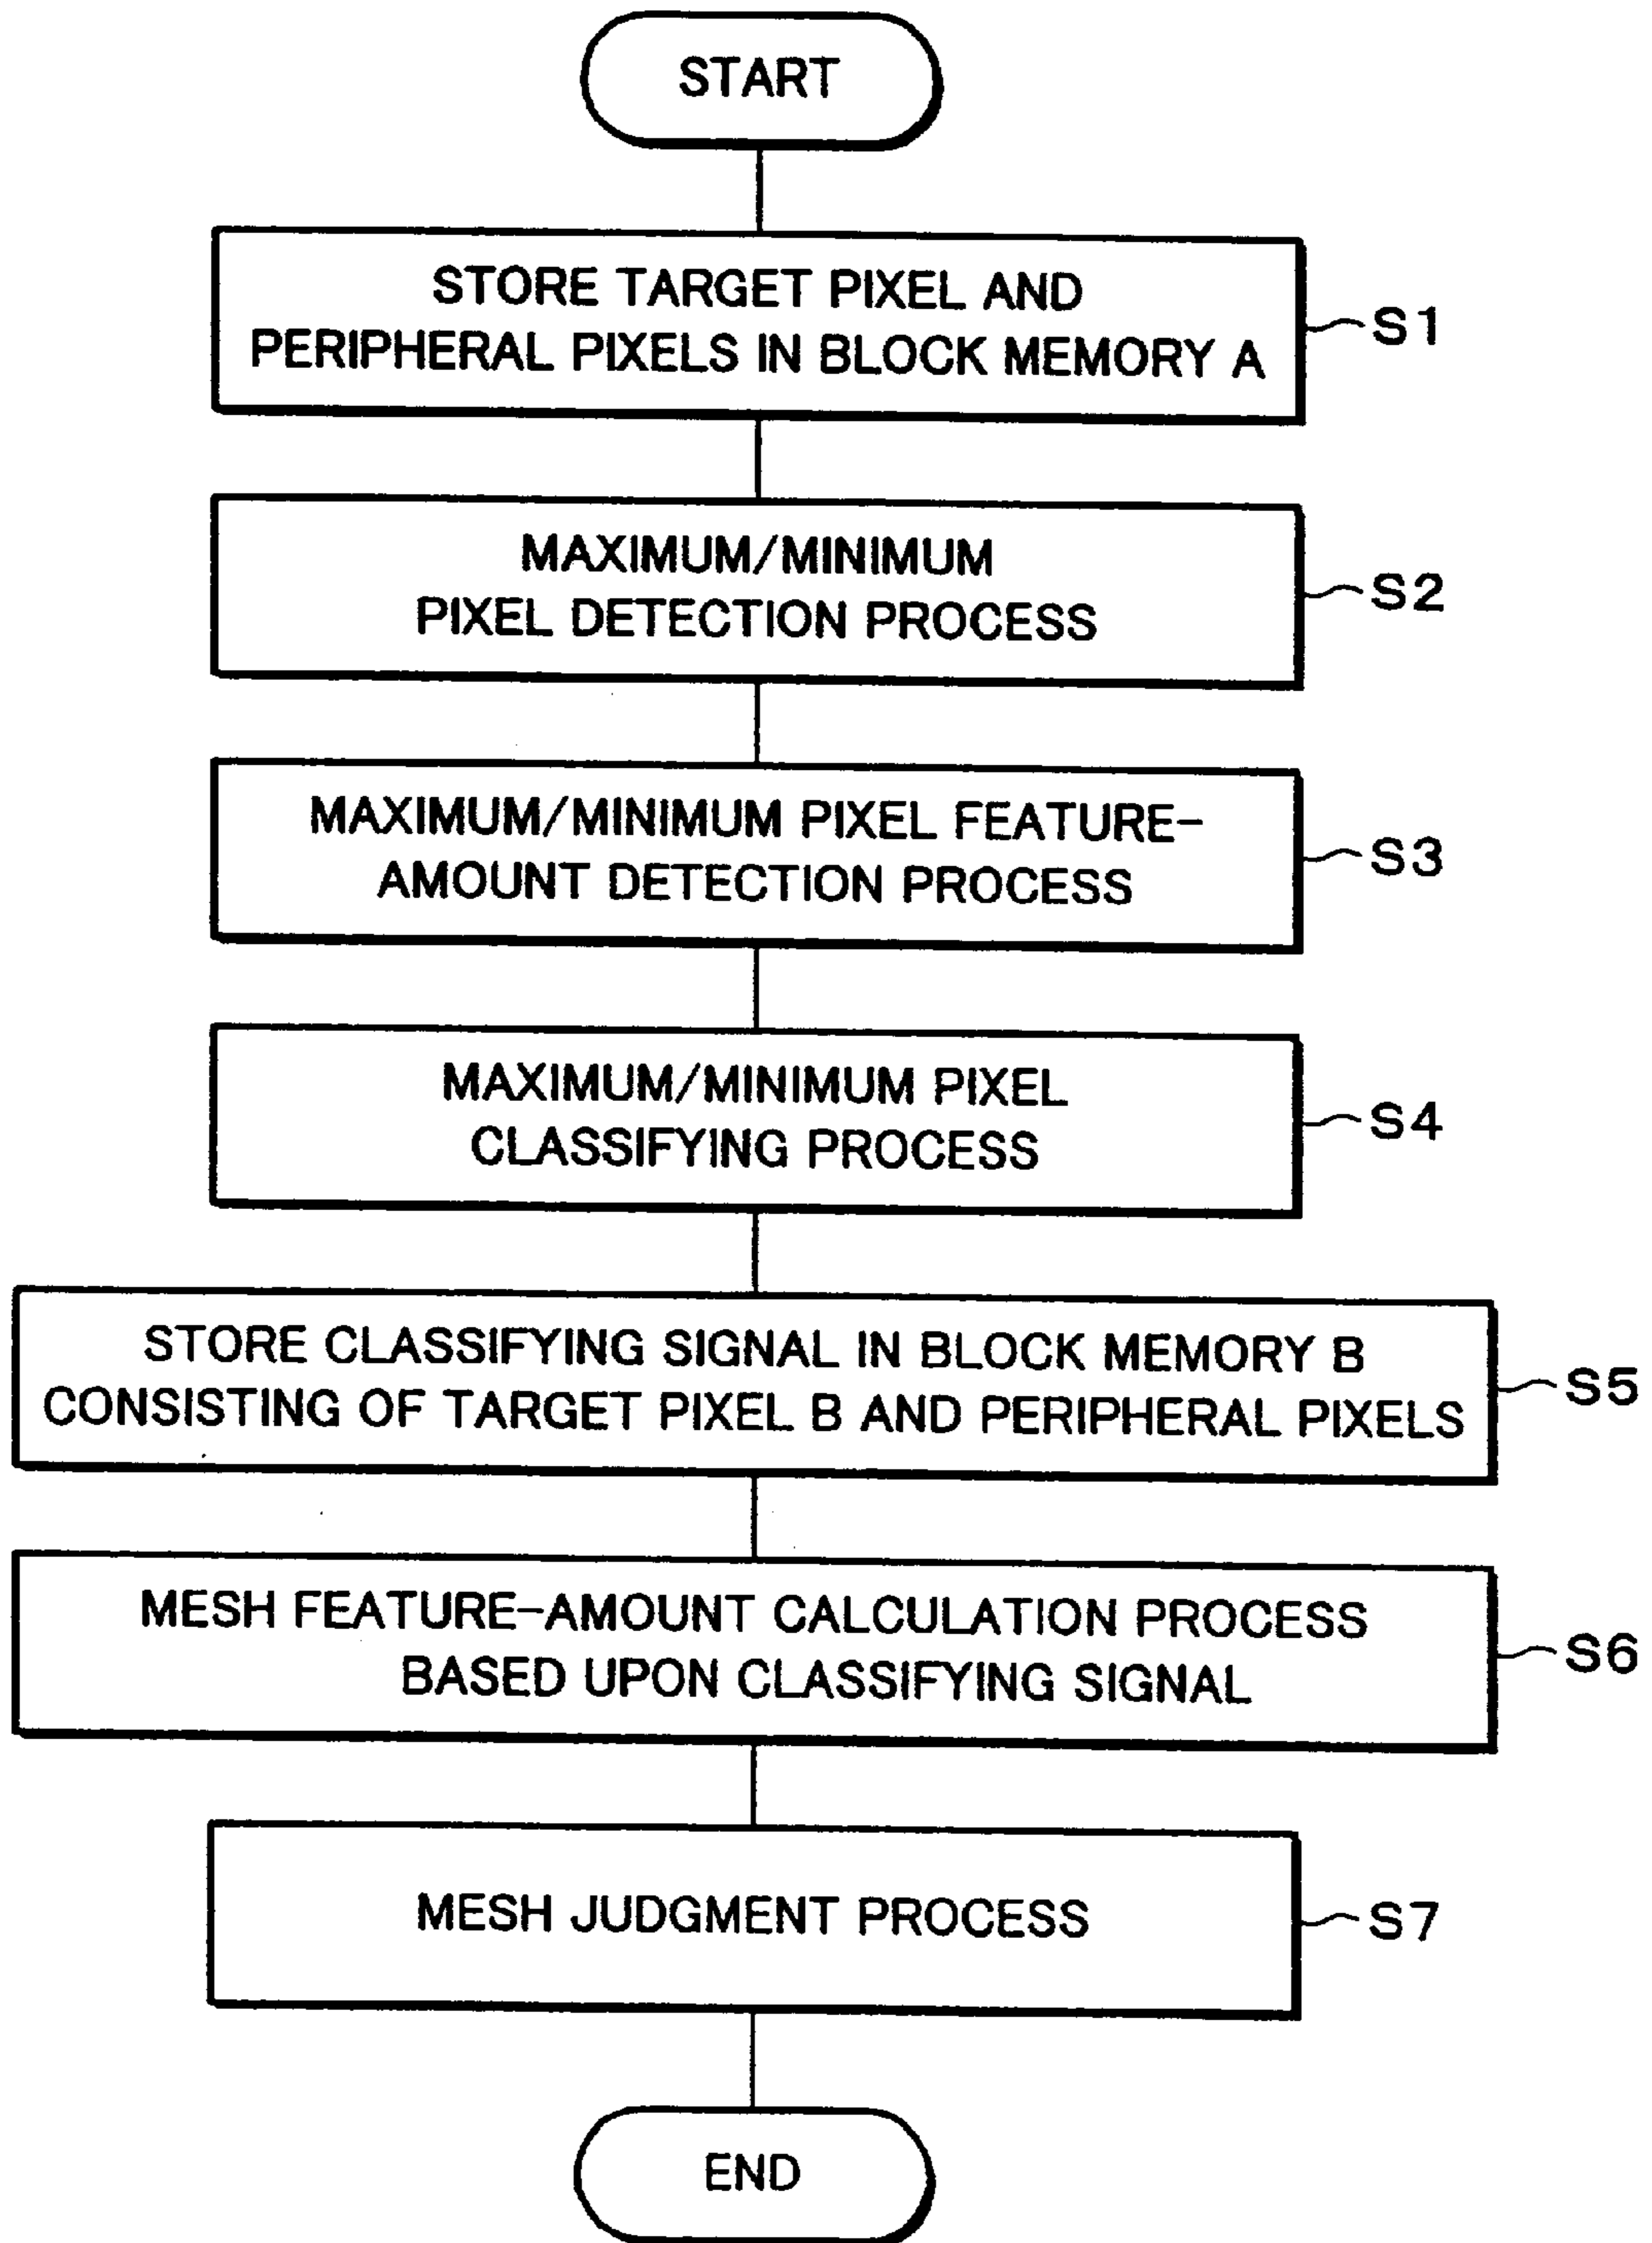 START
STORE TARGET PIXEL AND
PERIPHERAL PIXELS IN BLOCK MEMORY A
S1
MAXIMUM/MINIMUM
PIXEL DETECTION PROCESS
S2
MAXIMUM/MINIMUM PIXEL FEATURE-
AMOUNT DETECTION PROCESS
S3
MAXIMUM/MINIMUM PIXEL
CLASSIFYING PROCESS
S4
STORE CLASSIFYING SIGNAL IN BLOCK MEMORY B
CONSISTING OF TARGET PIXEL B AND PERIPHERAL PIXELS
S5
MESH FEATURE-AMOUNT CALCULATION PROCESS
BASED UPON CLASSIFYING SIGNAL
S6
MESH JUDGMENT PROCESS
S7
END